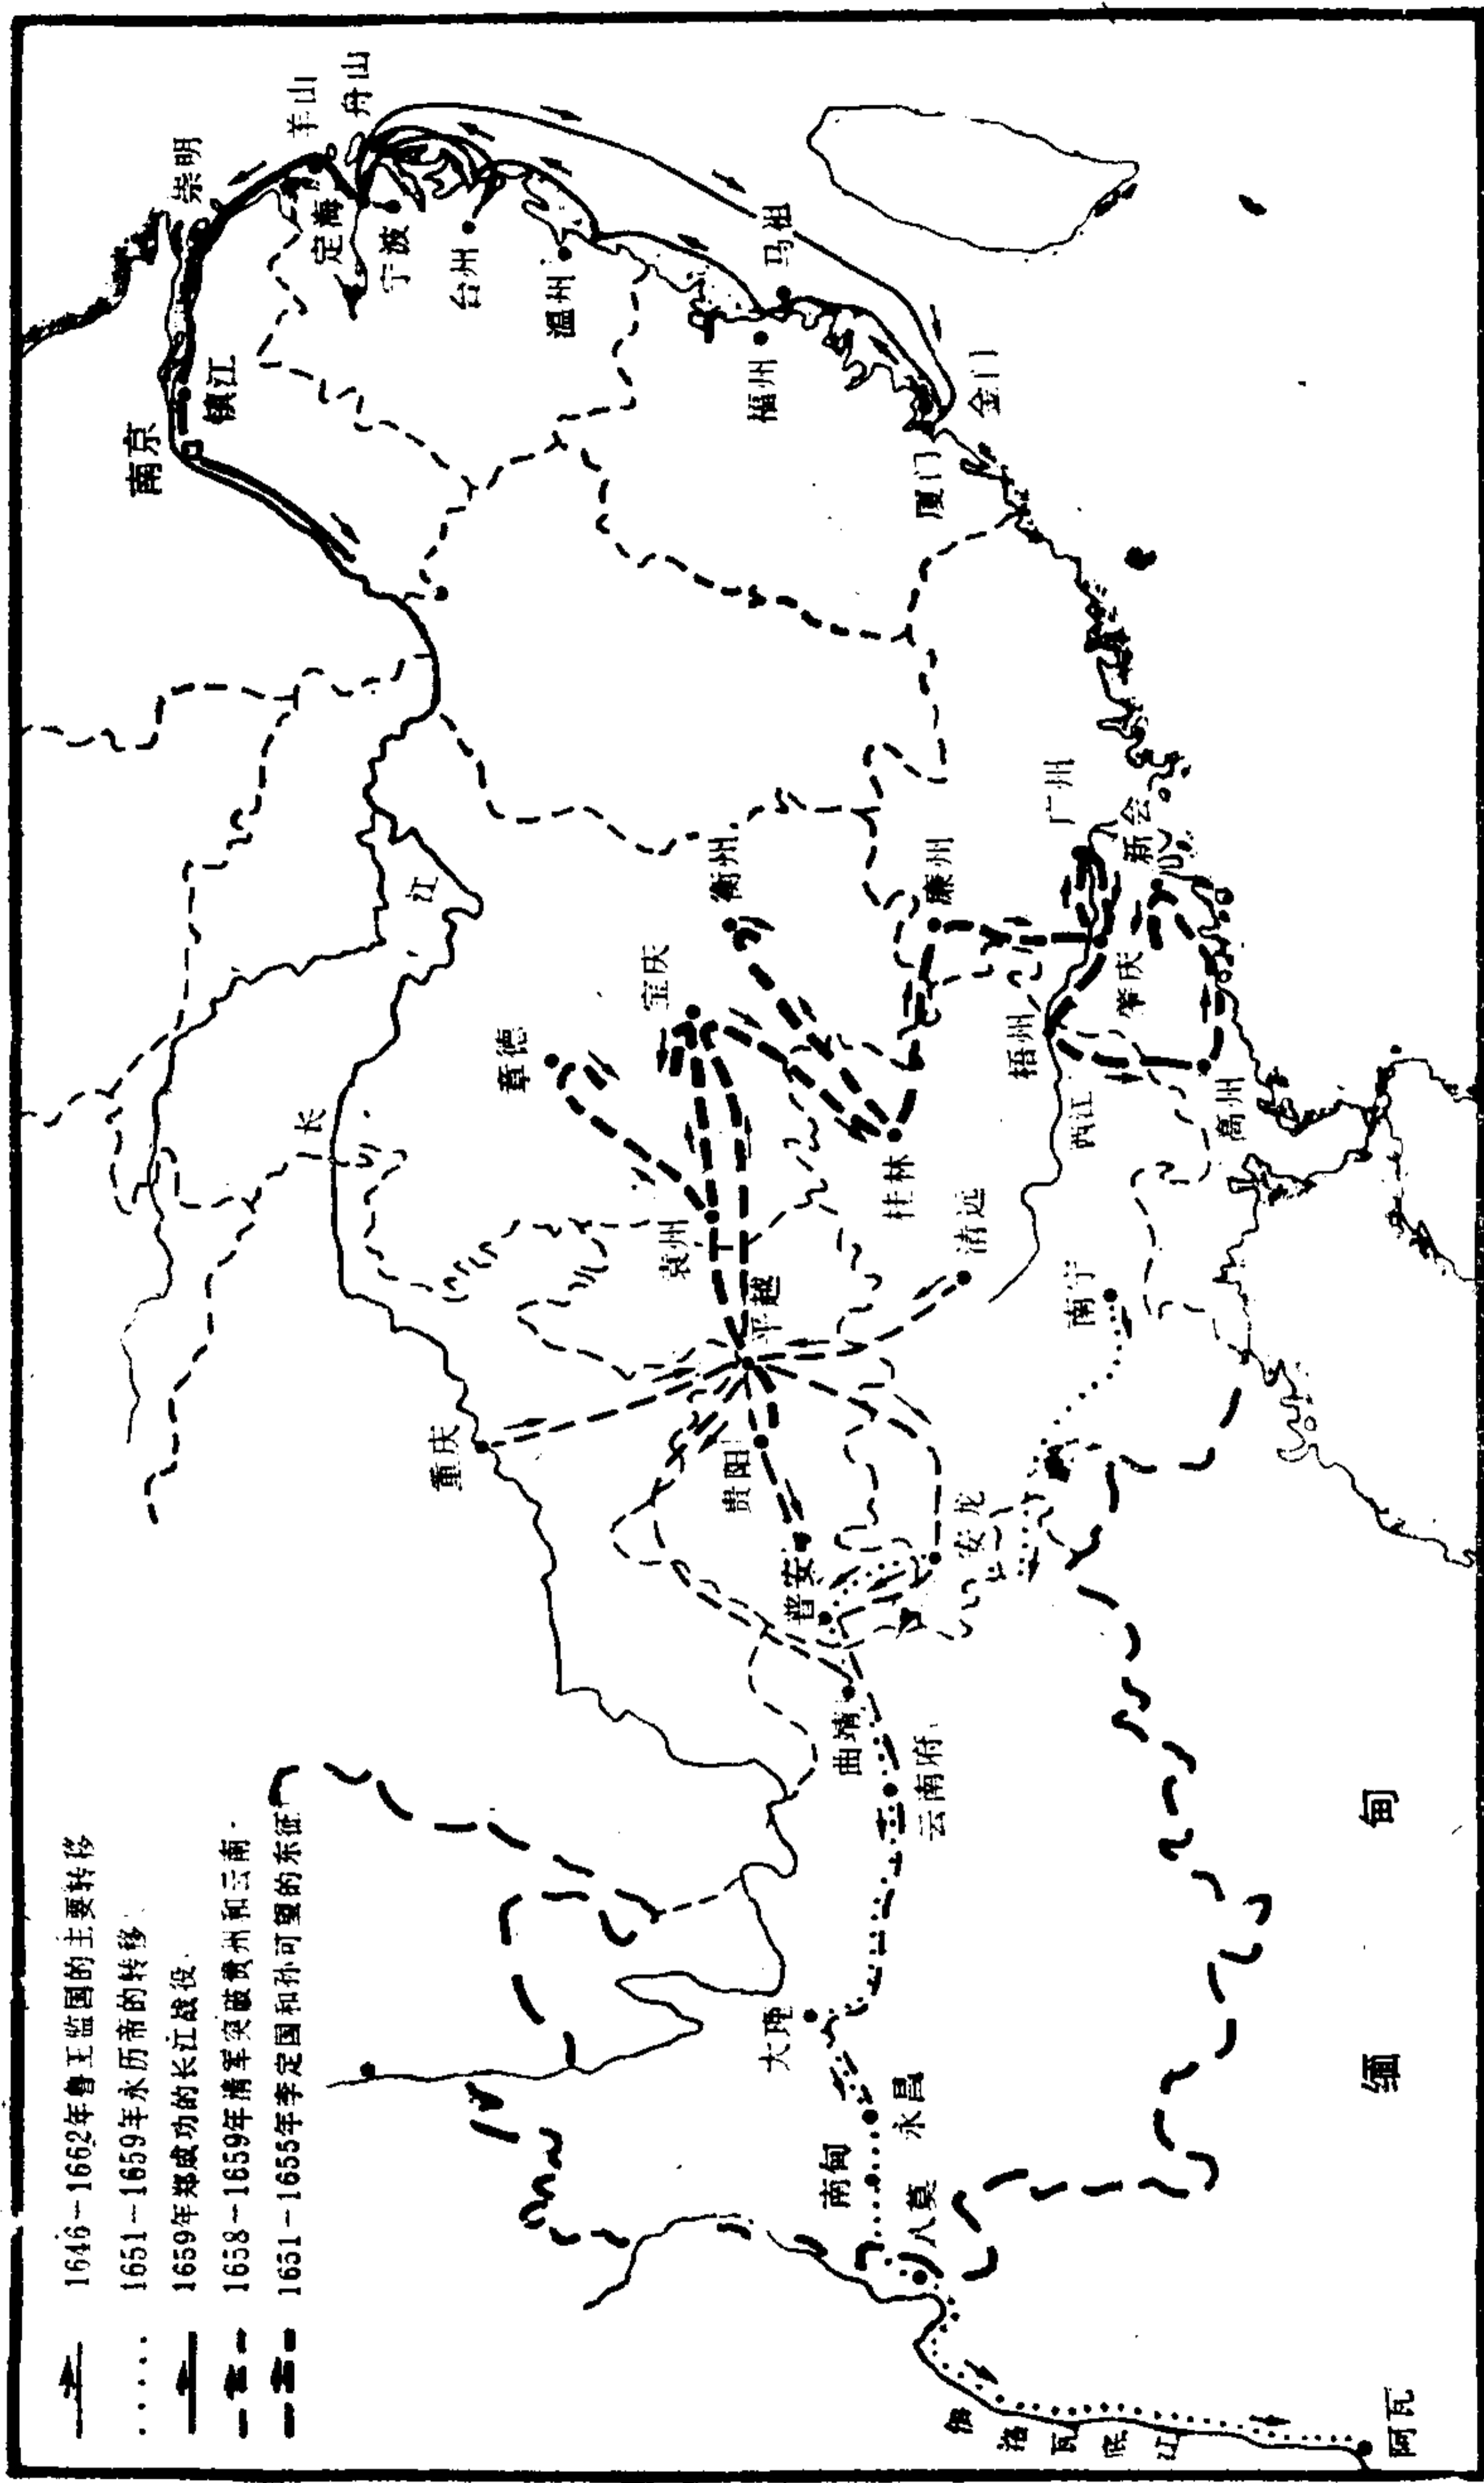 1646-1662年鲁王监国的主要转移
1651-1659年永历帝的转移
1659年郑成功的长江战役
1658-1659年清军突破贵州和云南
1651-1655年李定国和孙可望的东征
南京
镇江
崇明
羊山
舟山
定海
宁波
台州
温州
马祖
福州
厦门
金门
长
江
重庆
章德
宝庆
衡州
袁州
平越
贵阳
普安
安龙
曲靖
云南府
大理
永昌
南甸
八莫
桂林
清远
南宁
廉州
广州
新会
肇庆
梧州
西江
高州
缅
甸
伊
洛
瓦
底
江
阿瓦